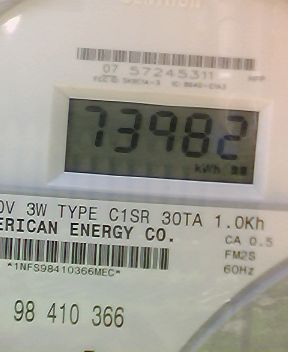 07 57245311
73982
kWh
0V 3W TYPE C1SR 30TA 1.0Kh
ERICAN ENERGY CO.
CA 0.5
*1NFS98410366MEC*
FM2S
60Hz
98 410 366